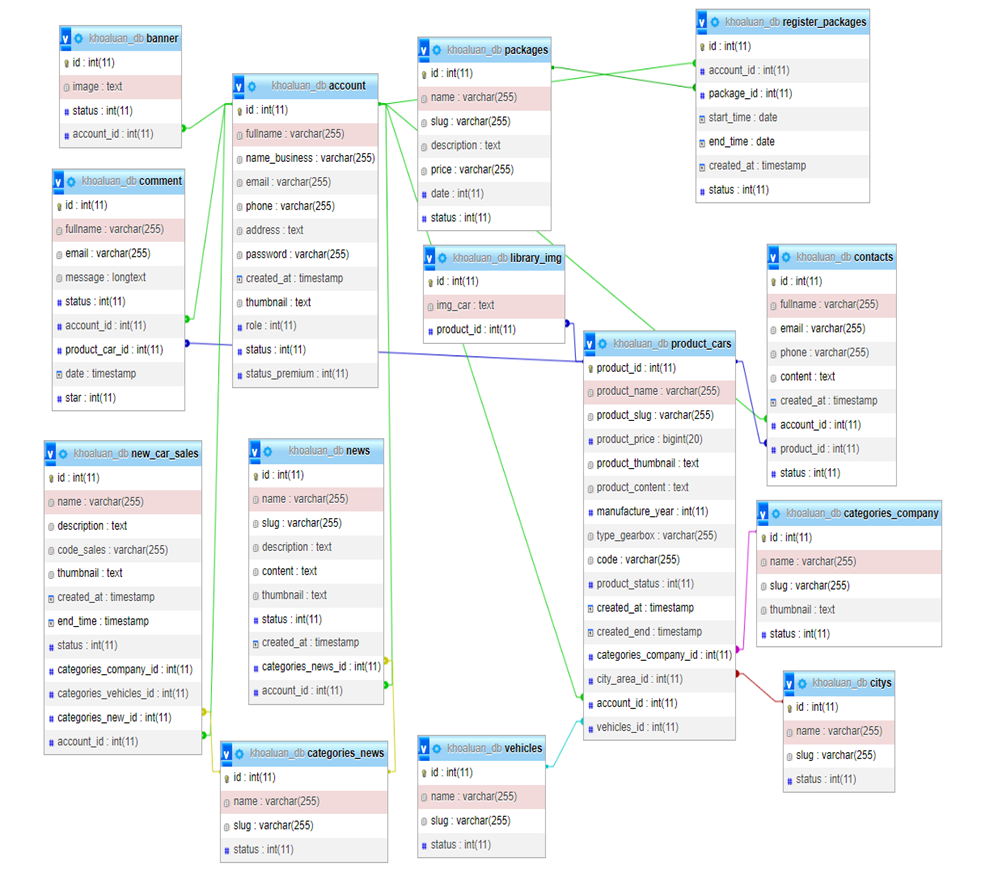 khoaluan_db banner
id : int(11)
image : text
status : int(11)
account_id : int(11)
khoaluan_db comment
id : int(11)
fullname : varchar(255)
email : varchar(255)
message : longtext
status : int(11)
account_id : int(11)
product_car_id : int(11)
date : timestamp
star : int(11)
khoaluan_db account
id : int(11)
fullname : varchar(255)
name_business : varchar(255)
email : varchar(255)
phone : varchar(255)
address : text
password : varchar(255)
created_at : timestamp
thumbnail : text
role : int(11)
status : int(11)
status_premium : int(11)
khoaluan_db packages
id : int(11)
name : varchar(255)
slug : varchar(255)
description : text
price : varchar(255)
date : int(11)
status : int(11)
khoaluan_db register_packages
id : int(11)
account_id : int(11)
package_id : int(11)
start_time : date
end_time : date
created_at : timestamp
status : int(11)
khoaluan_db library_img
id : int(11)
img_car : text
product_id : int(11)
khoaluan_db contacts
id : int(11)
fullname : varchar(255)
email : varchar(255)
phone : varchar(255)
content : text
created_at : timestamp
account_id : int(11)
product_id : int(11)
status : int(11)
khoaluan_db product_cars
product_id : int(11)
product_name : varchar(255)
product_slug : varchar(255)
product_price : bigint(20)
product_thumbnail : text
product_content : text
manufacture_year : int(11)
type_gearbox : varchar(255)
code : varchar(255)
product_status : int(11)
created_at : timestamp
created_end : timestamp
categories_company_id : int(11)
city_area_id : int(11)
account_id : int(11)
vehicles_id : int(11)
khoaluan_db new_car_sales
id : int(11)
name : varchar(255)
description : text
code_sales : varchar(255)
thumbnail : text
created_at : timestamp
end_time : timestamp
status : int(11)
categories_company_id : int(11)
categories_vehicles_id : int(11)
categories_new_id : int(11)
account_id : int(11)
khoaluan_db news
id : int(11)
name : varchar(255)
slug : varchar(255)
description : text
content : text
thumbnail : text
status : int(11)
created_at : timestamp
categories_news_id : int(11)
account_id : int(11)
khoaluan_db categories_company
id : int(11)
name : varchar(255)
slug : varchar(255)
thumbnail : text
status : int(11)
khoaluan_db citys
id : int(11)
name : varchar(255)
slug : varchar(255)
status : int(11)
khoaluan_db categories_news
id : int(11)
name : varchar(255)
slug : varchar(255)
status : int(11)
khoaluan_db vehicles
id : int(11)
name : varchar(255)
slug : varchar(255)
status : int(11)